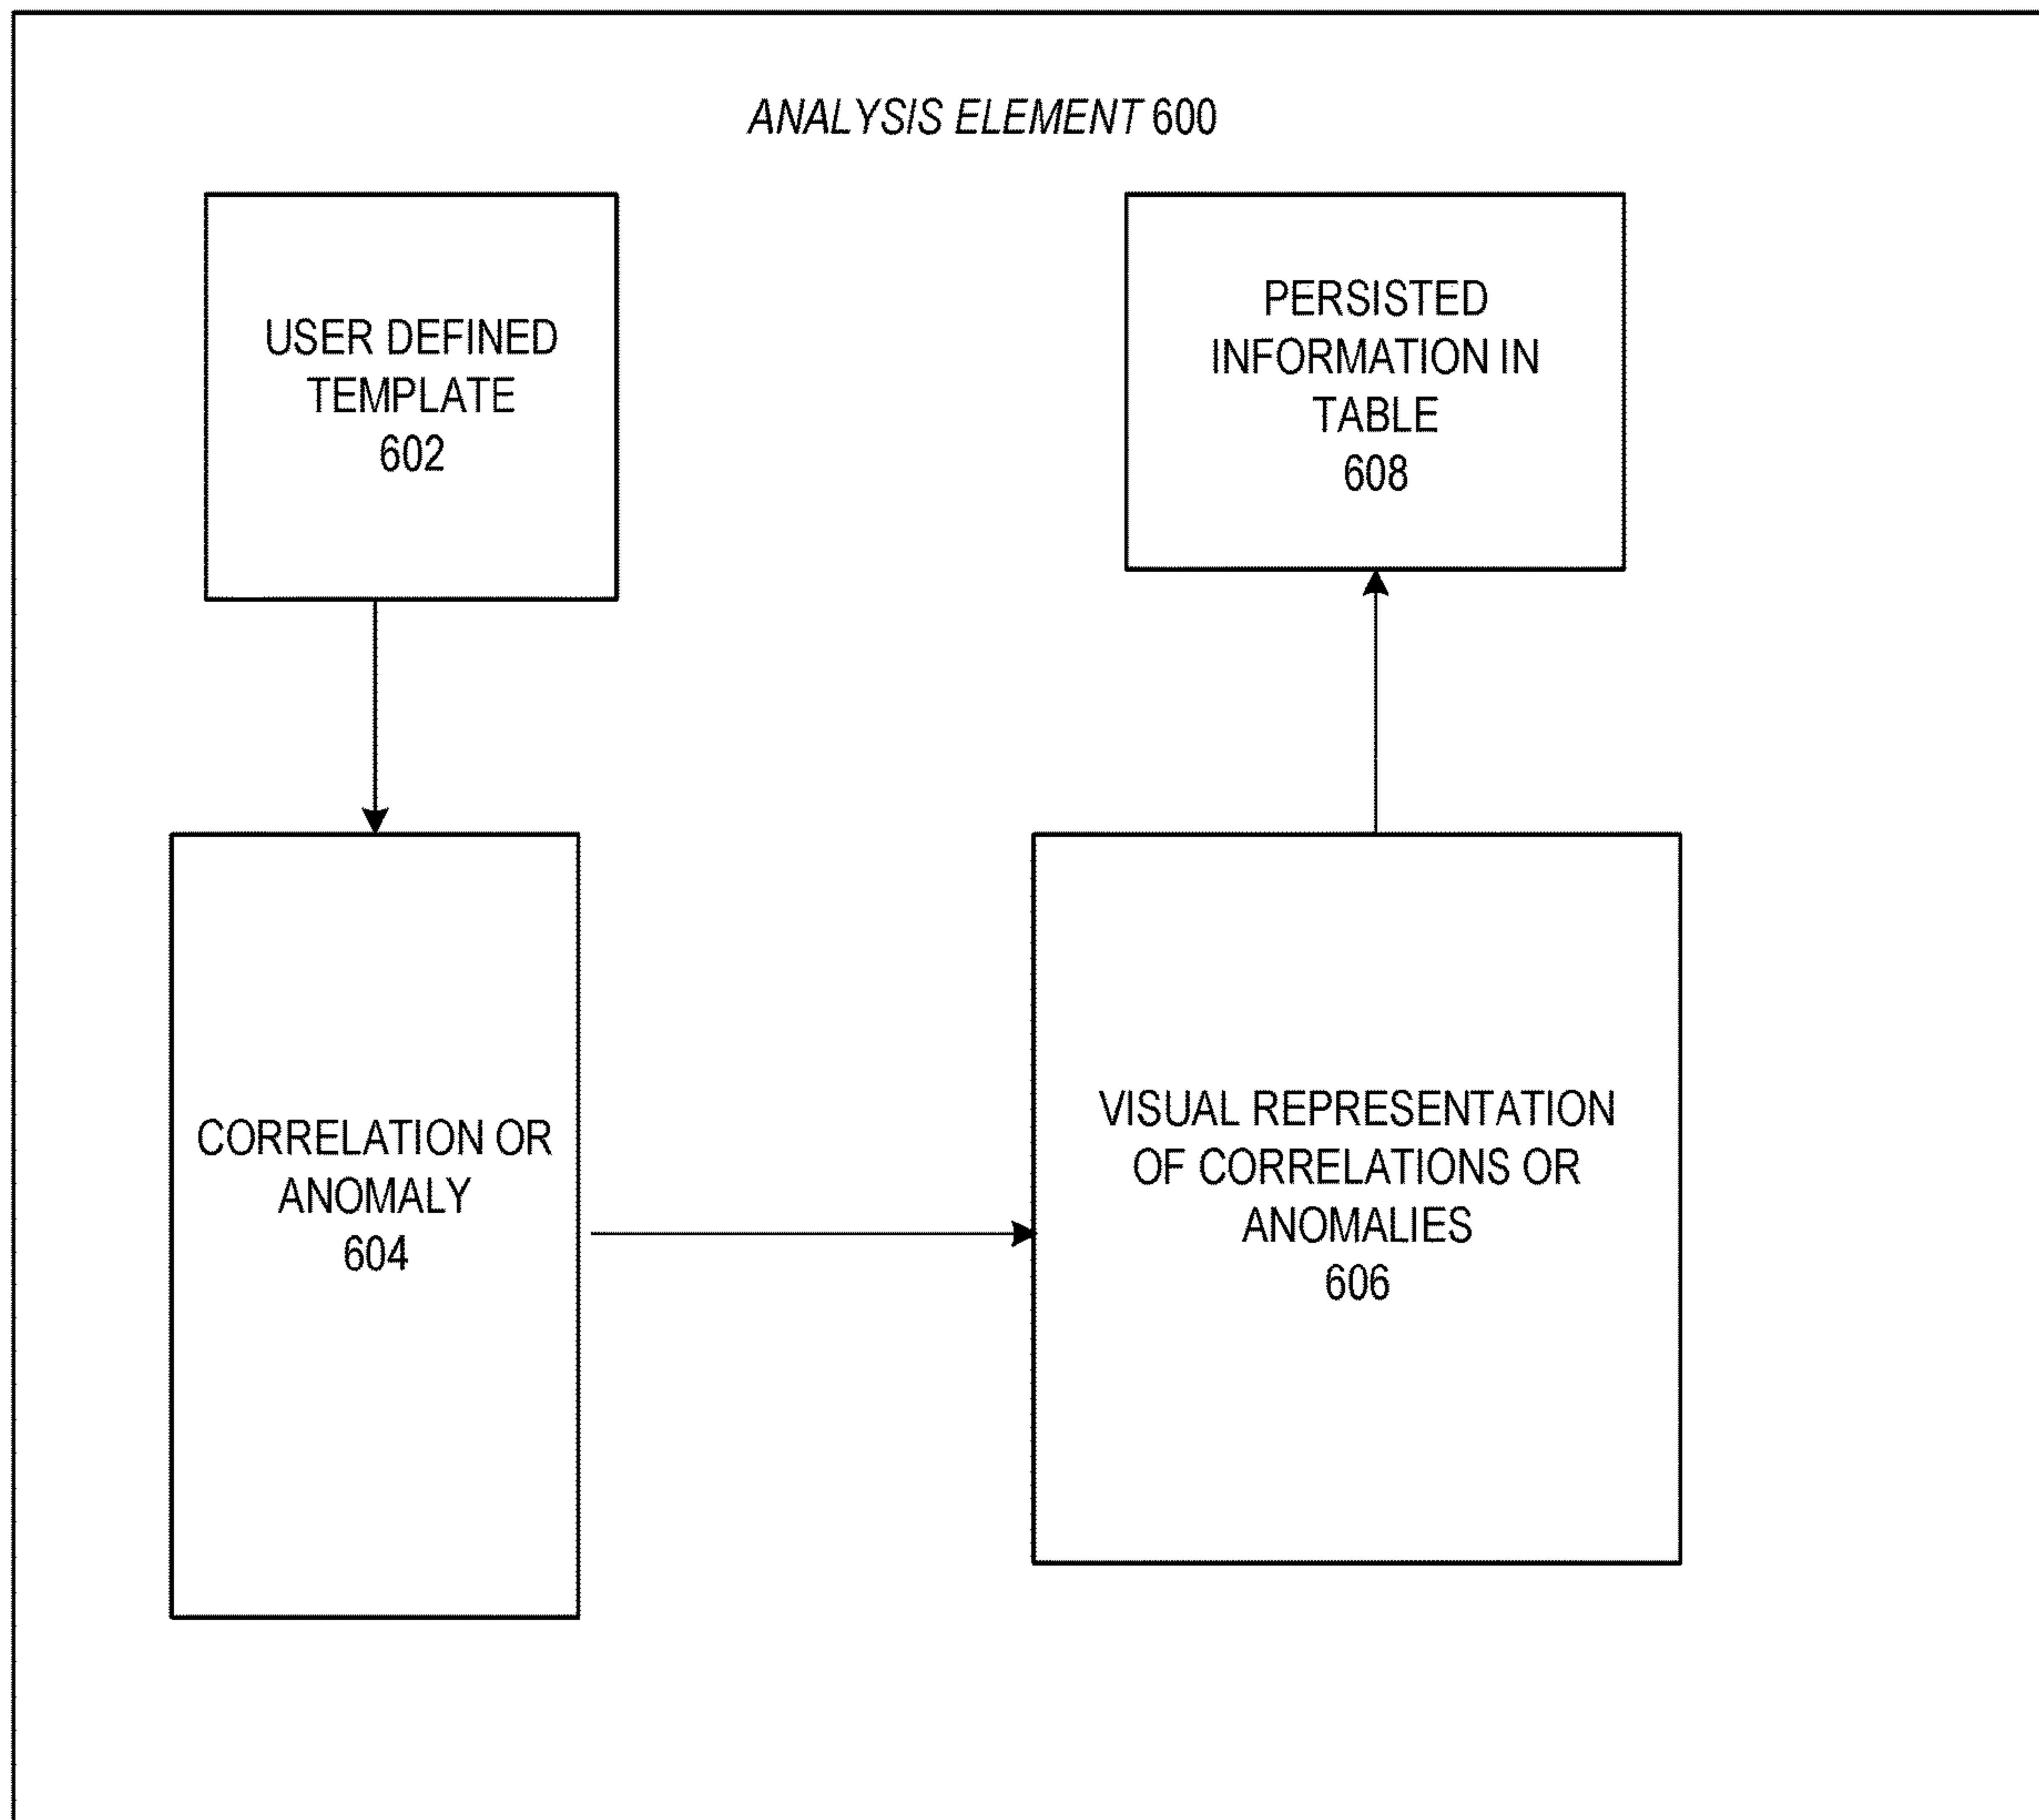 ANALYSIS ELEMENT 600
USER DEFINED
TEMPLATE
602
PERSISTED
INFORMATION IN
TABLE
608
CORRELATION OR
ANOMALY
604
VISUAL REPRESENTATION
OF CORRELATIONS OR
ANOMALIES
606